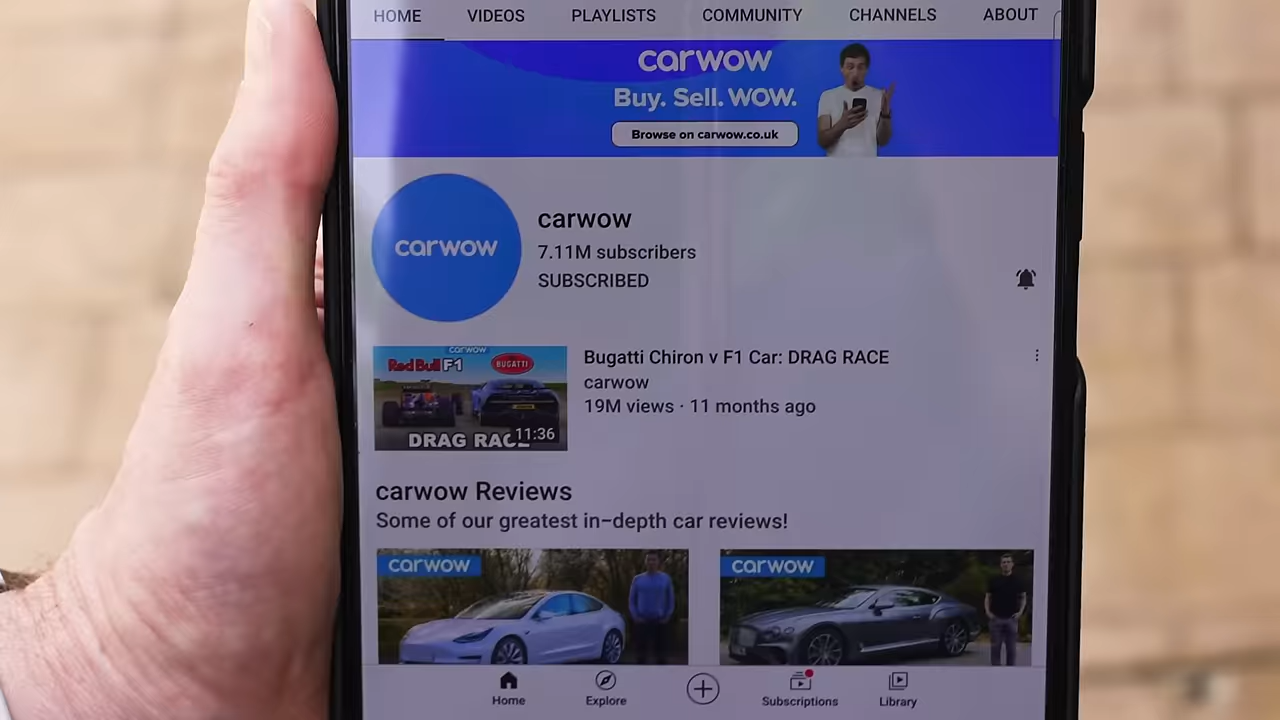 HOME VIDEOS PLAYLISTS COMMUNITY CHANNELS ABOUT
carwow
Buy. Sell. WOW.
Browse on carwow.co.uk
carwow
carwow
7.11M subscribers
SUBSCRIBED
carwow
Red Bull F1
BUGATTI
DRAG RACE
11:36
Bugatti Chiron v F1 Car: DRAG RACE
carwow
19M views · 11 months ago
carwow Reviews
Some of our greatest in-depth car reviews!
carwow
carwow
Home Explore Subscriptions Library